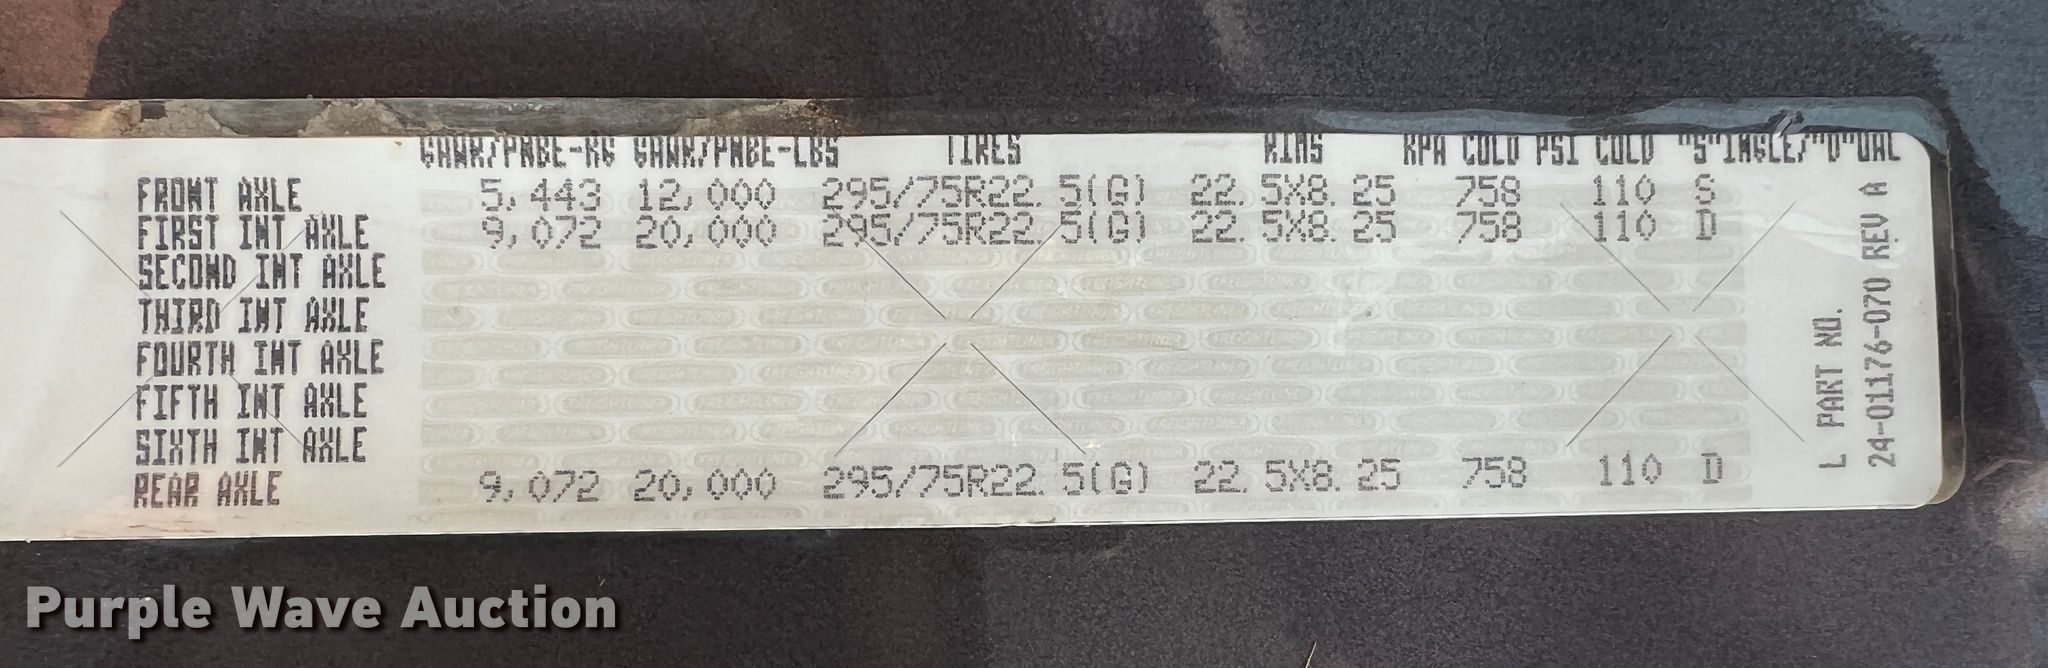 GAWR/PNBE-KG GAWR/PNBE-LBS TIRES RIMS KPA COLD PSI COLD "S"INGLE/"D"UAL
FRONT AXLE 5,443 12,000 295/75R22.5(G) 22.5X8.25 758 110 S
FIRST INT AXLE 9,072 20,000 295/75R22.5(G) 22.5X8.25 758 110 D
SECOND INT AXLE
THIRD INT AXLE
FOURTH INT AXLE
FIFTH INT AXLE
SIXTH INT AXLE
REAR AXLE 9,072 20,000 295/75R22.5(G) 22.5X8.25 758 110 D
L PART NO.
24-01176-070 REV A
Purple Wave Auction